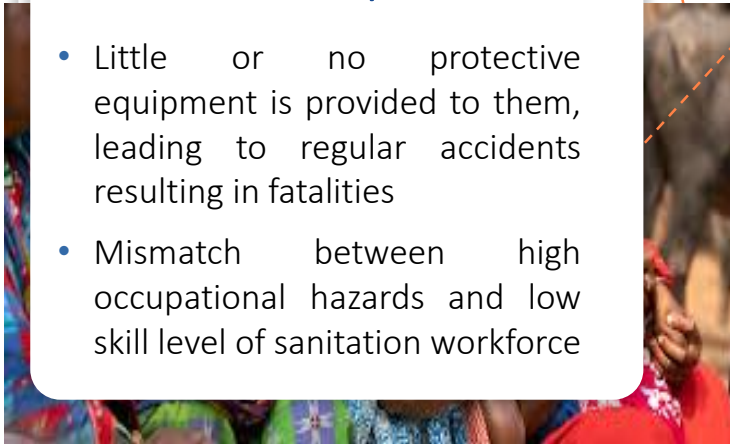 • Little or no protective
equipment is provided to them,
leading to regular accidents
resulting in fatalities
• Mismatch between high
occupational hazards and low
skill level of sanitation workforce